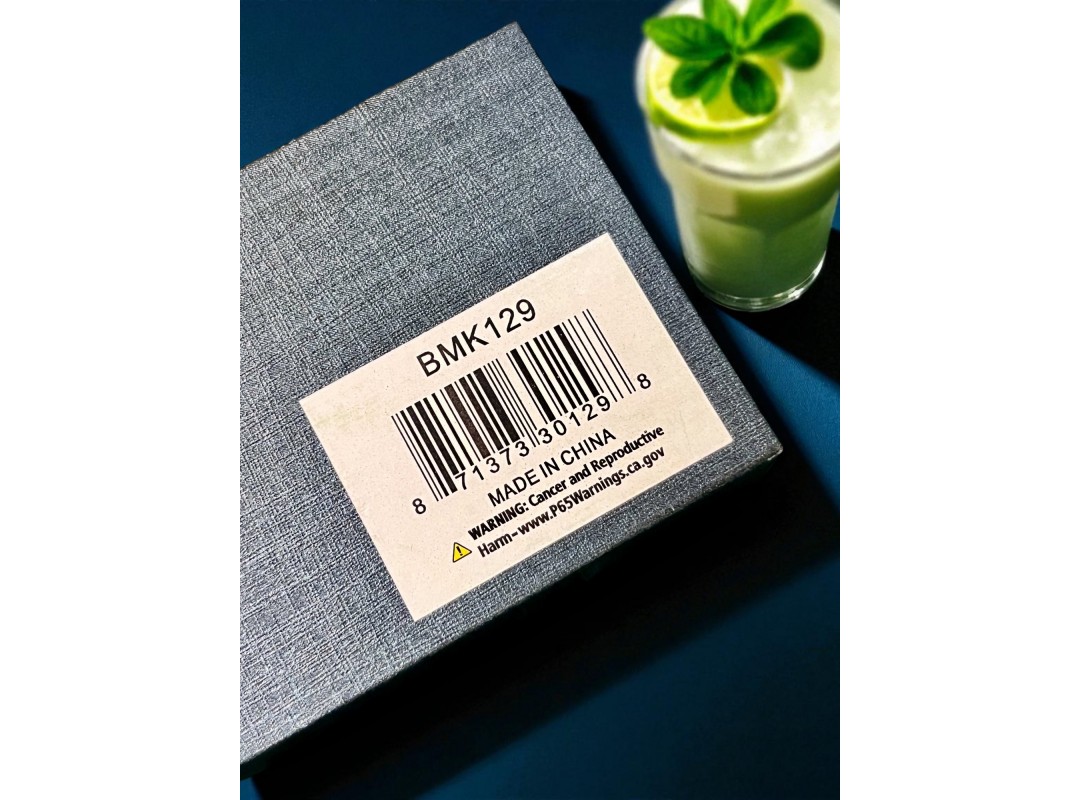 BMK129
8 71373 30129 8
MADE IN CHINA
WARNING: Cancer and Reproductive
Harm-www.P65Warnings.ca.gov